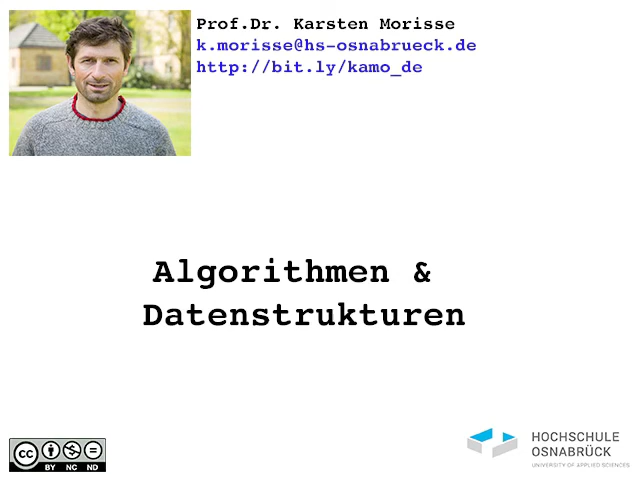 Prof.Dr. Karsten Morisse
k.morisse@hs-osnabrueck.de
http://bit.ly/kamo_de
Algorithmen &
Datenstrukturen
cc
BY NC ND
HOCHSCHULE
OSNABRÜCK
UNIVERSITY OF APPLIED SCIENCES